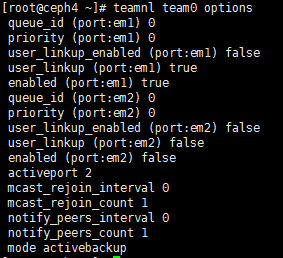 [root@ceph4 ~]# teamnl team0 options
queue_id (port:em1) 0
priority (port:em1) 0
user_linkup_enabled (port:em1) false
user_linkup (port:em1) true
enabled (port:em1) true
queue_id (port:em2) 0
priority (port:em2) 0
user_linkup_enabled (port:em2) false
user_linkup (port:em2) false
enabled (port:em2) false
activeport 2
mcast_rejoin_interval 0
mcast_rejoin_count 1
notify_peers_interval 0
notify_peers_count 1
mode activebackup